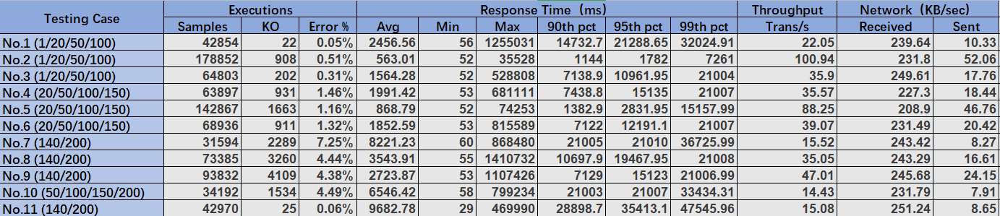 Testing Case Executions Response Time（ms） Throughput Network（KB/sec）
Samples KO Error % Avg Min Max 90th pct 95th pct 99th pct Trans/s Received Sent
No.1 (1/20/50/100) 42854 22 0.05% 2456.56 56 1255031 14732.7 21288.65 32024.91 22.05 239.64 10.33
No.2 (1/20/50/100) 178852 908 0.51% 563.01 52 35528 1144 1782 7261 100.94 231.8 52.06
No.3 (1/20/50/100) 64803 202 0.31% 1564.28 52 528808 7138.9 10961.95 21004 35.9 249.61 17.76
No.4 (20/50/100/150) 63897 931 1.46% 1991.42 53 681111 7438.8 15135 21007 35.57 227.3 18.44
No.5 (20/50/100/150) 142867 1663 1.16% 868.79 52 74253 1382.9 2831.95 15157.99 88.25 208.9 46.76
No.6 (20/50/100/150) 68936 911 1.32% 1852.59 53 815589 7122 12191.1 21007 39.07 231.49 20.42
No.7 (140/200) 31594 2289 7.25% 8221.23 60 868480 21005 21010 36725.99 15.52 243.42 8.27
No.8 (140/200) 73385 3260 4.44% 3543.91 55 1410732 10697.9 19467.95 21008 35.05 243.29 16.61
No.9 (140/200) 93832 4109 4.38% 2723.87 53 1107426 7129 15123 21006.99 47.01 245.68 24.15
No.10 (50/100/150/200) 34192 1534 4.49% 6546.42 58 799234 21003 21007 33434.31 14.43 231.79 7.91
No.11 (140/200) 42970 25 0.06% 9682.78 29 469990 28898.7 35413.1 47545.96 15.08 251.24 8.65